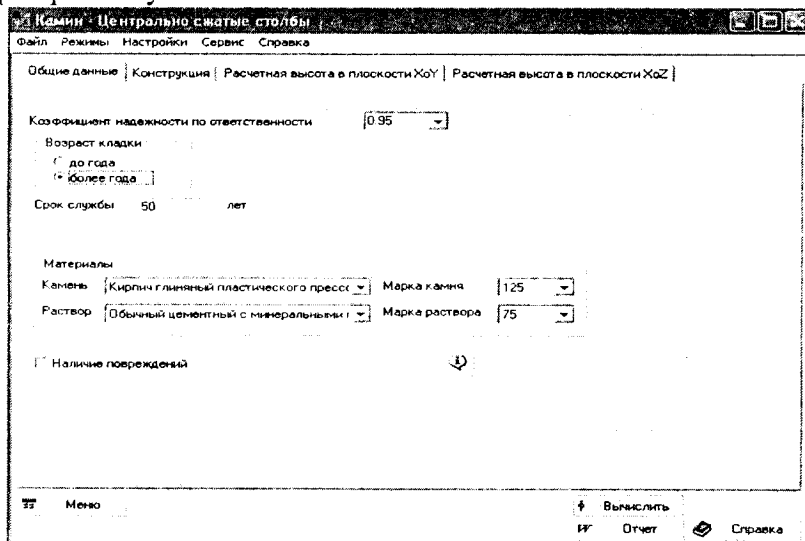 Камин - Центрально сжатые столбы
Файл Режимы Настройки Сервис Справка
Общие данные Конструкция Расчетная высота в плоскости XoY Расчетная высота в плоскости XoZ
Коэффициент надежности по ответственности 0.95
Возраст кладки
до года
более года
Срок службы 50 лет
Материалы
Камень Кирпич глиняный пластического прессо Марка камня 125
Раствор Обычный цементный с минеральными Марка раствора 75
Наличие повреждений
Меню Вычислить
W Отчет Справка